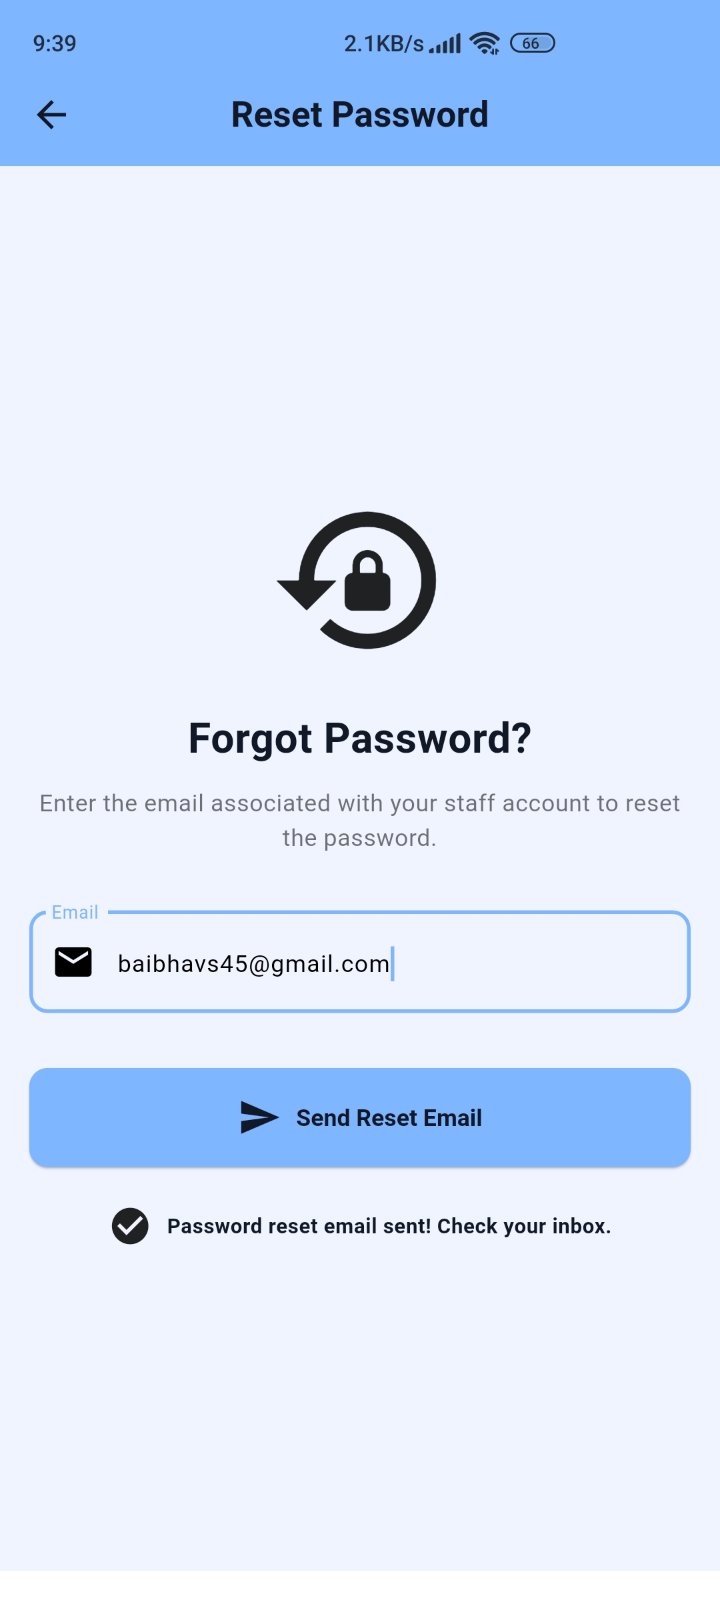 9:39 2.1KB/s 66
Reset Password
Forgot Password?
Enter the email associated with your staff account to reset
the password.
Email
baibhavs45@gmail.com
Send Reset Email
Password reset email sent! Check your inbox.